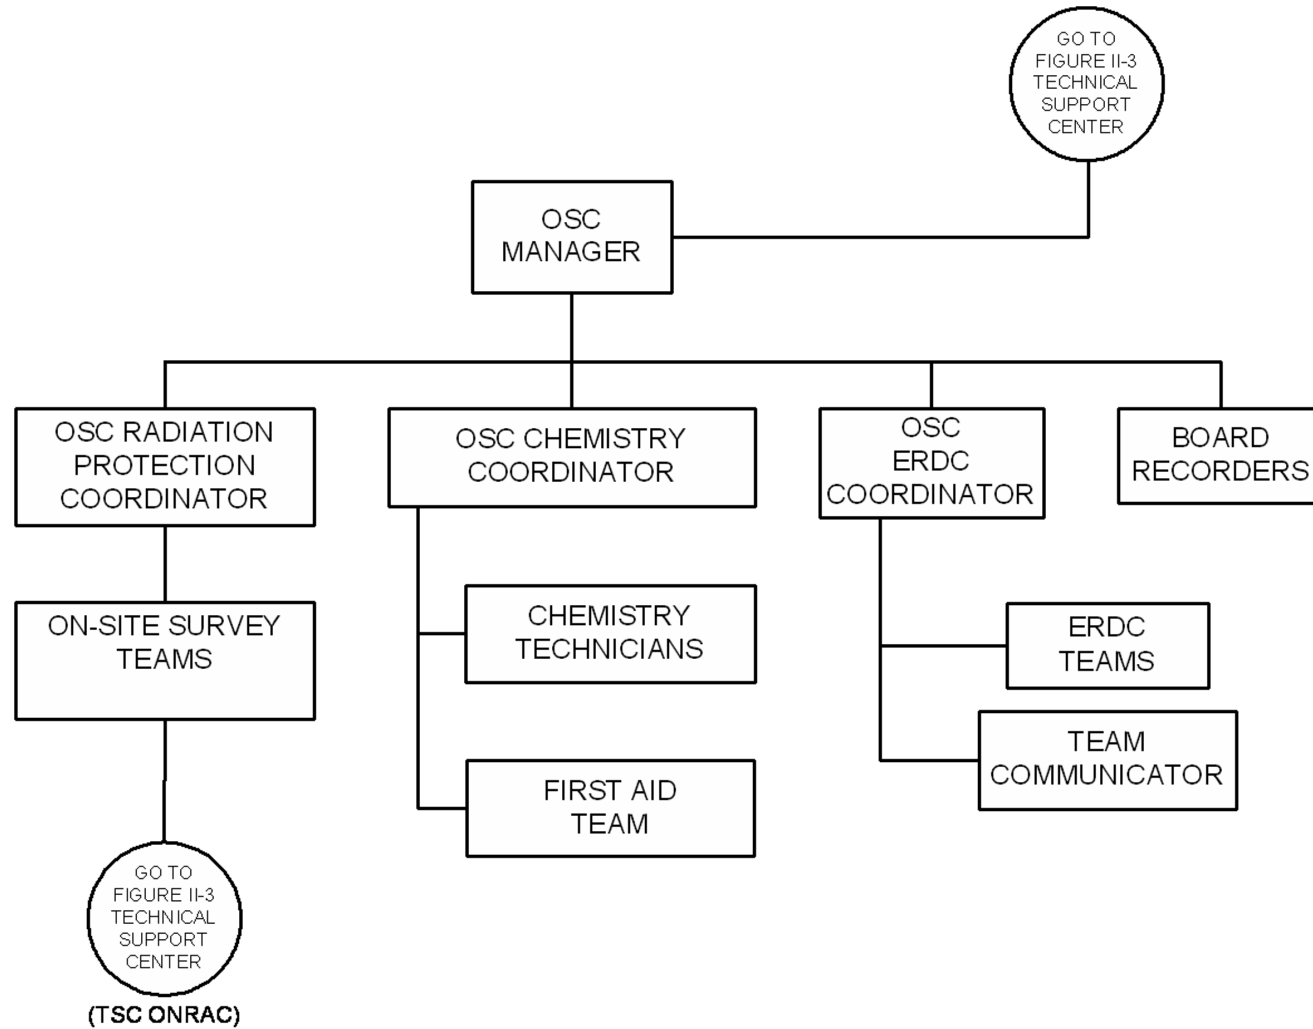 GO TO
FIGURE II-3
TECHNICAL
SUPPORT
CENTER
OSC
MANAGER
OSC RADIATION
PROTECTION
COORDINATOR
OSC CHEMISTRY
COORDINATOR
OSC
ERDC
COORDINATOR
BOARD
RECORDERS
ON-SITE SURVEY
TEAMS
CHEMISTRY
TECHNICIANS
ERDC
TEAMS
TEAM
COMMUNICATOR
FIRST AID
TEAM
GO TO
FIGURE II-3
TECHNICAL
SUPPORT
CENTER
(TSC ONRAC)